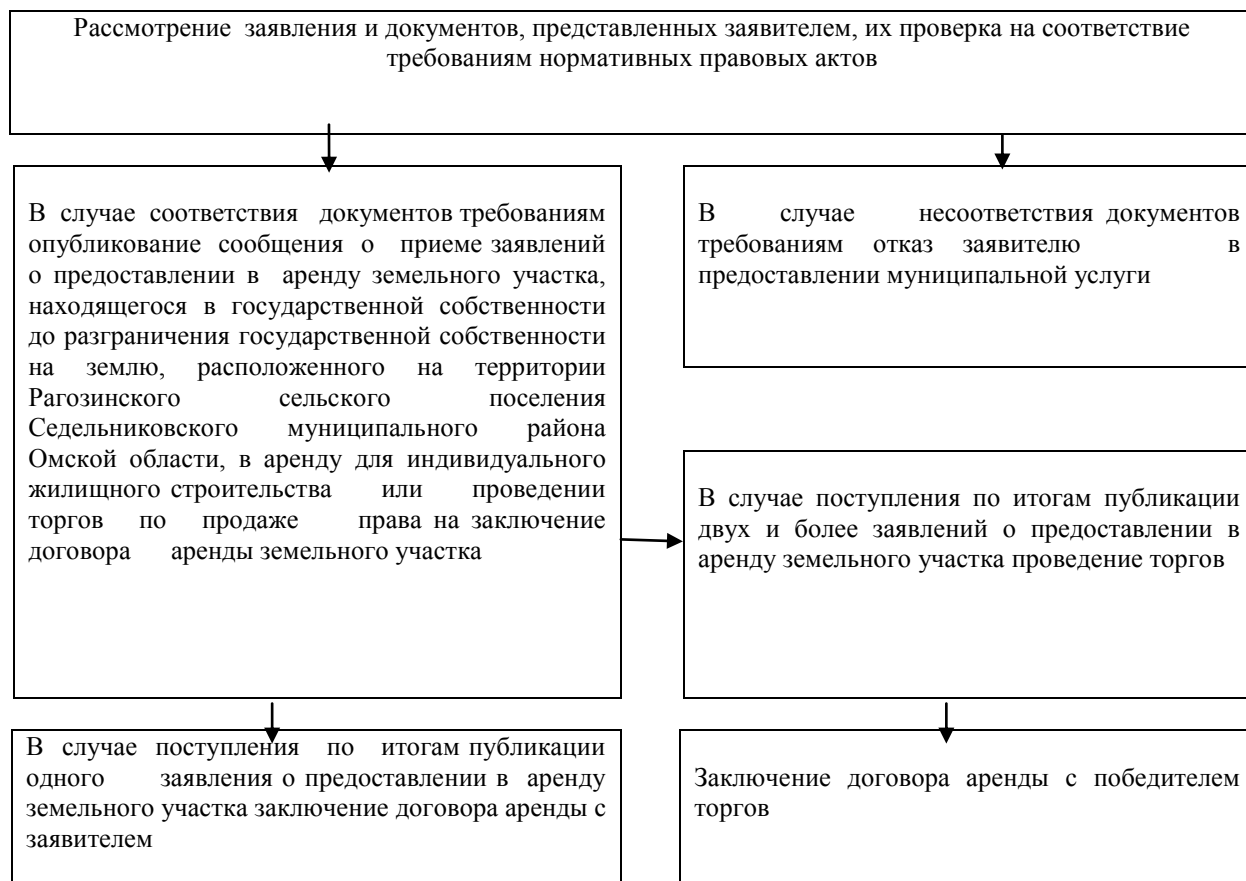 Рассмотрение заявления и документов, представленных заявителем, их проверка на соответствие
требованиям нормативных правовых актов
В случае соответствия документов требованиям
опубликование сообщения о приеме заявлений
о предоставлении в аренду земельного участка,
находящегося в государственной собственности
до разграничения государственной собственности
на землю, расположенного на территории
Рагозинского сельского поселения
Седельниковского муниципального района
Омской области, в аренду для индивидуального
жилищного строительства или проведении
торгов по продаже права на заключение
договора аренды земельного участка
В случае несоответствия документов
требованиям отказ заявителю в
предоставлении муниципальной услуги
В случае поступления по итогам публикации
двух и более заявлений о предоставлении в
аренду земельного участка проведение торгов
В случае поступления по итогам публикации
одного заявления о предоставлении в аренду
земельного участка заключение договора аренды с
заявителем
Заключение договора аренды с победителем
торгов